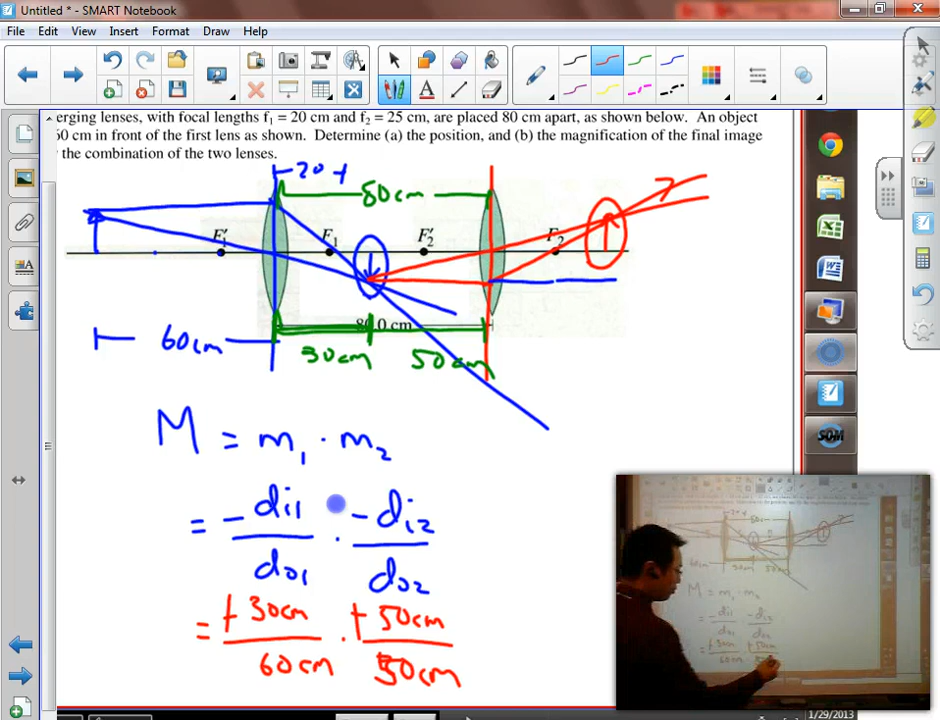 Untitled * - SMART Notebook
File Edit View Insert Format Draw Help
erging lenses, with focal lengths f₁ = 20 cm and f₂ = 25 cm, are placed 80 cm apart, as shown below. An object
60 cm in front of the first lens as shown. Determine (a) the position, and (b) the magnification of the final image
the combination of the two lenses.
20 +
80cm
F₁′ F₁ F₂′ F₂
80.0 cm
60cm
30cm 50cm
M = m₁ · m₂
= -di1/do1 · -di2/do2
= +30cm/60cm · +50cm/50cm
1/29/2013